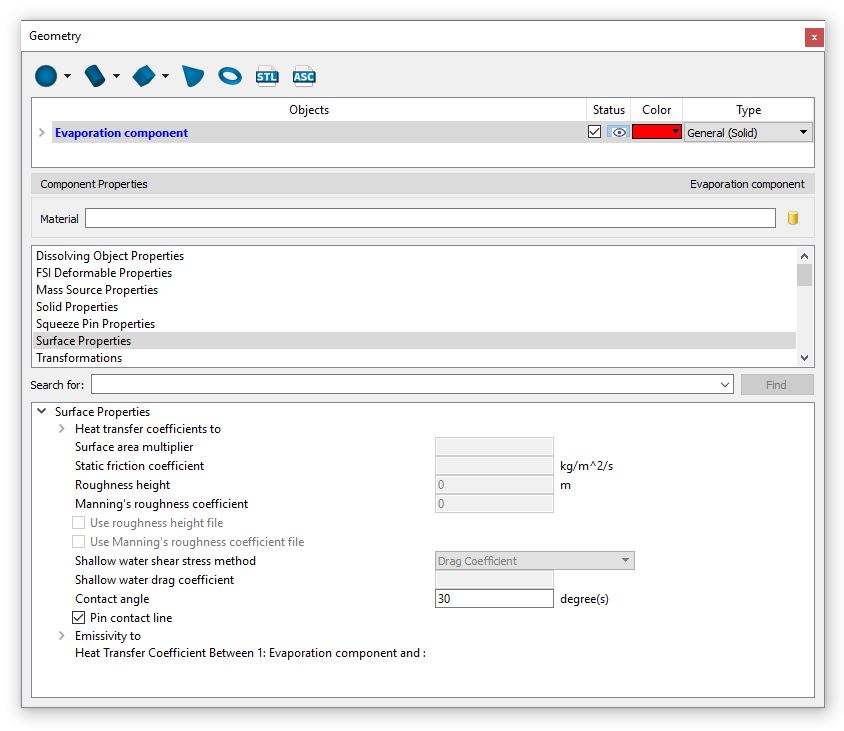 Geometry
x
STL
ASC
Objects Status Color Type
Evaporation component General (Solid)
Component Properties Evaporation component
Material
Dissolving Object Properties
FSI Deformable Properties
Mass Source Properties
Solid Properties
Squeeze Pin Properties
Surface Properties
Transformations
Search for: Find
Surface Properties
Heat transfer coefficients to
Surface area multiplier
Static friction coefficient kg/m^2/s
Roughness height 0 m
Manning's roughness coefficient 0
Use roughness height file
Use Manning's roughness coefficient file
Shallow water shear stress method Drag Coefficient
Shallow water drag coefficient
Contact angle 30 degree(s)
Pin contact line
Emissivity to
Heat Transfer Coefficient Between 1: Evaporation component and :